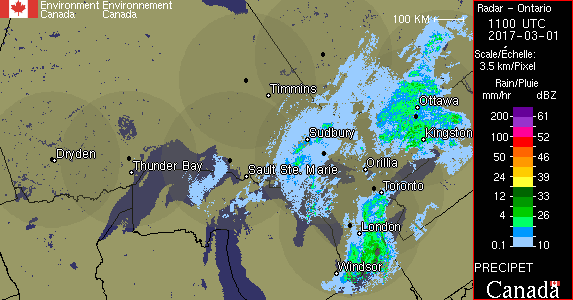 Environment Environnement
Canada Canada
100 KM
Timmins
Ottawa
Sudbury
Kingston
Dryden
Thunder Bay
Sault Ste. Marie
Orillia
Toronto
London
Windsor
Radar - Ontario
1100 UTC
2017-03-01
Scale/Échelle:
3.5 km/Pixel
Rain/Pluie
mm/hr dBZ
200 61
100 52
50 46
24 39
12 33
4 26
0.1 10
PRECIPET
Canada